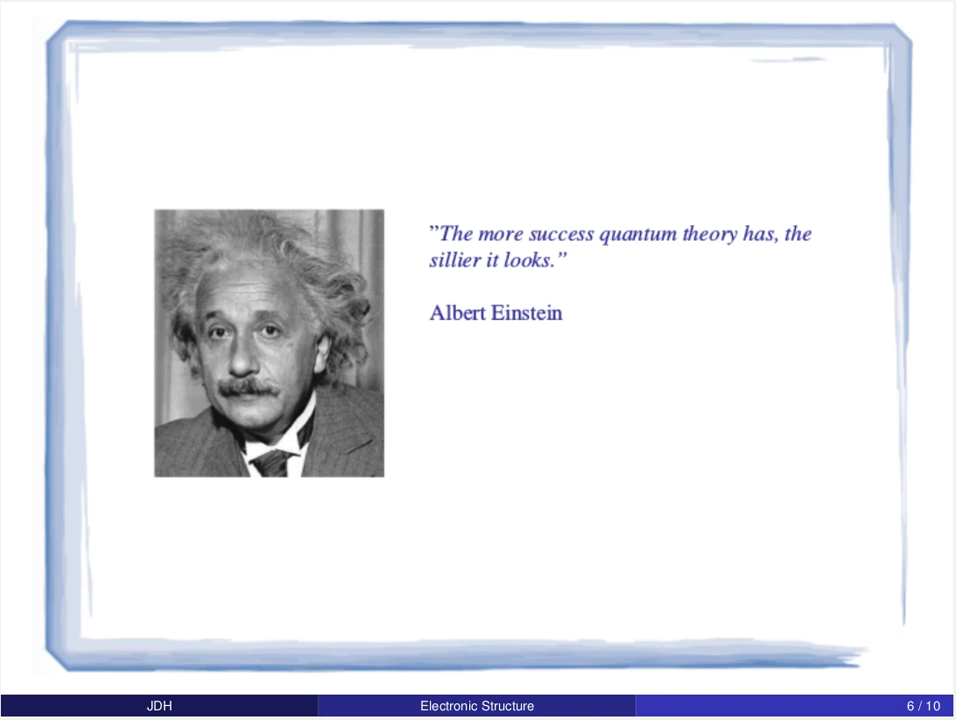 ”The more success quantum theory has, the
sillier it looks.”
Albert Einstein
JDH
Electronic Structure
6 / 10